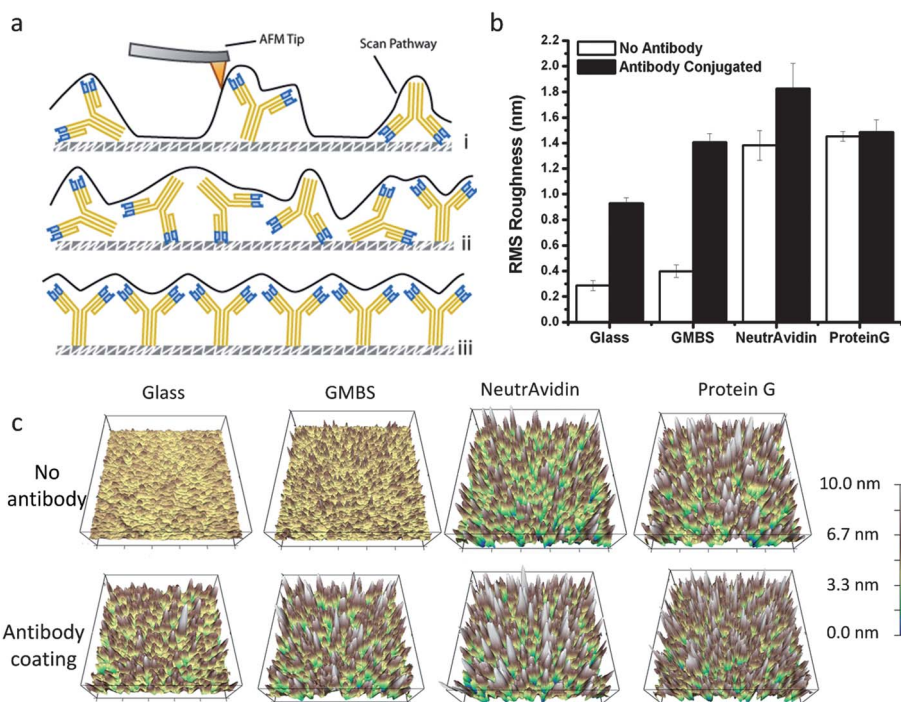 a
AFM Tip
Scan Pathway
i
ii
iii
b
No Antibody
Antibody Conjugated
RMS Roughness (nm)
2.2
2.0
1.8
1.6
1.4
1.2
1.0
0.8
0.6
0.4
0.2
0.0
Glass GMBS NeutrAvidin ProteinG
c
Glass GMBS NeutrAvidin Protein G
No
antibody
Antibody
coating
10.0 nm
6.7 nm
3.3 nm
0.0 nm